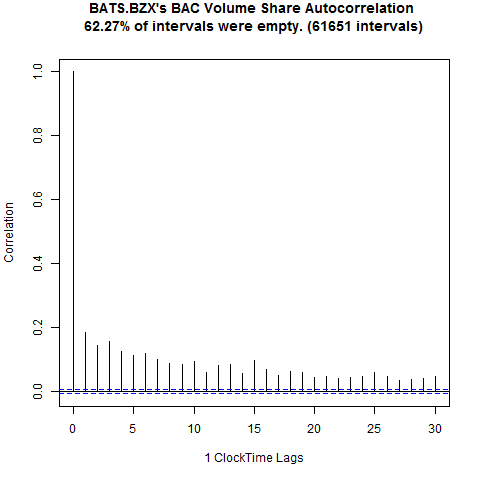 BATS.BZX's BAC Volume Share Autocorrelation
62.27% of intervals were empty. (61651 intervals)
1.0
0.8
0.6
0.4
0.2
0.0
Correlation
0 5 10 15 20 25 30
1 ClockTime Lags